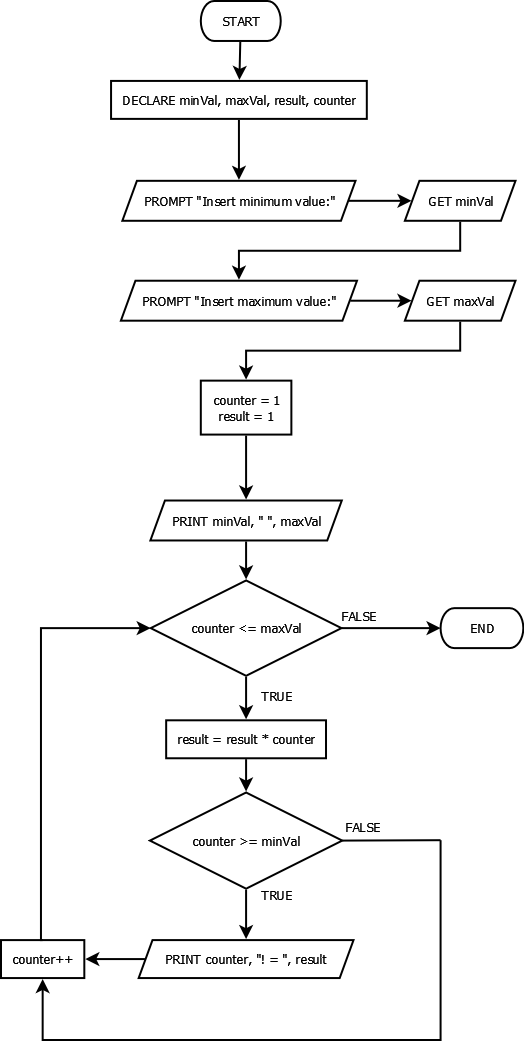 START
DECLARE minVal, maxVal, result, counter
PROMPT "Insert minimum value:"
GET minVal
PROMPT "Insert maximum value:"
GET maxVal
counter = 1
result = 1
PRINT minVal, " ", maxVal
counter <= maxVal
FALSE
END
TRUE
result = result * counter
counter >= minVal
FALSE
TRUE
PRINT counter, "! = ", result
counter++